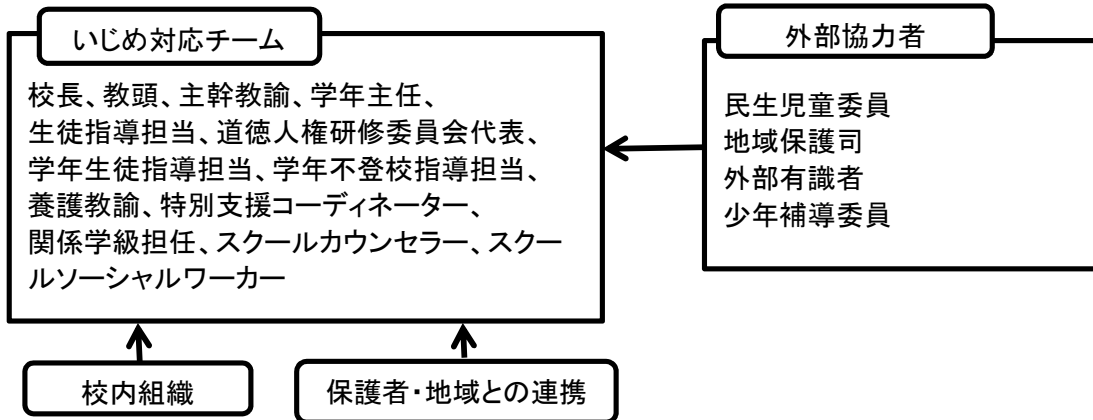 いじめ対応チーム
校長、教頭、主幹教諭、学年主任、
生徒指導担当、道徳人権研修委員会代表、
学年生徒指導担当、学年不登校指導担当、
養護教諭、特別支援コーディネーター、
関係学級担任、スクールカウンセラー、スクー
ルソーシャルワーカー
外部協力者
民生児童委員
地域保護司
外部有識者
少年補導委員
校内組織
保護者・地域との連携